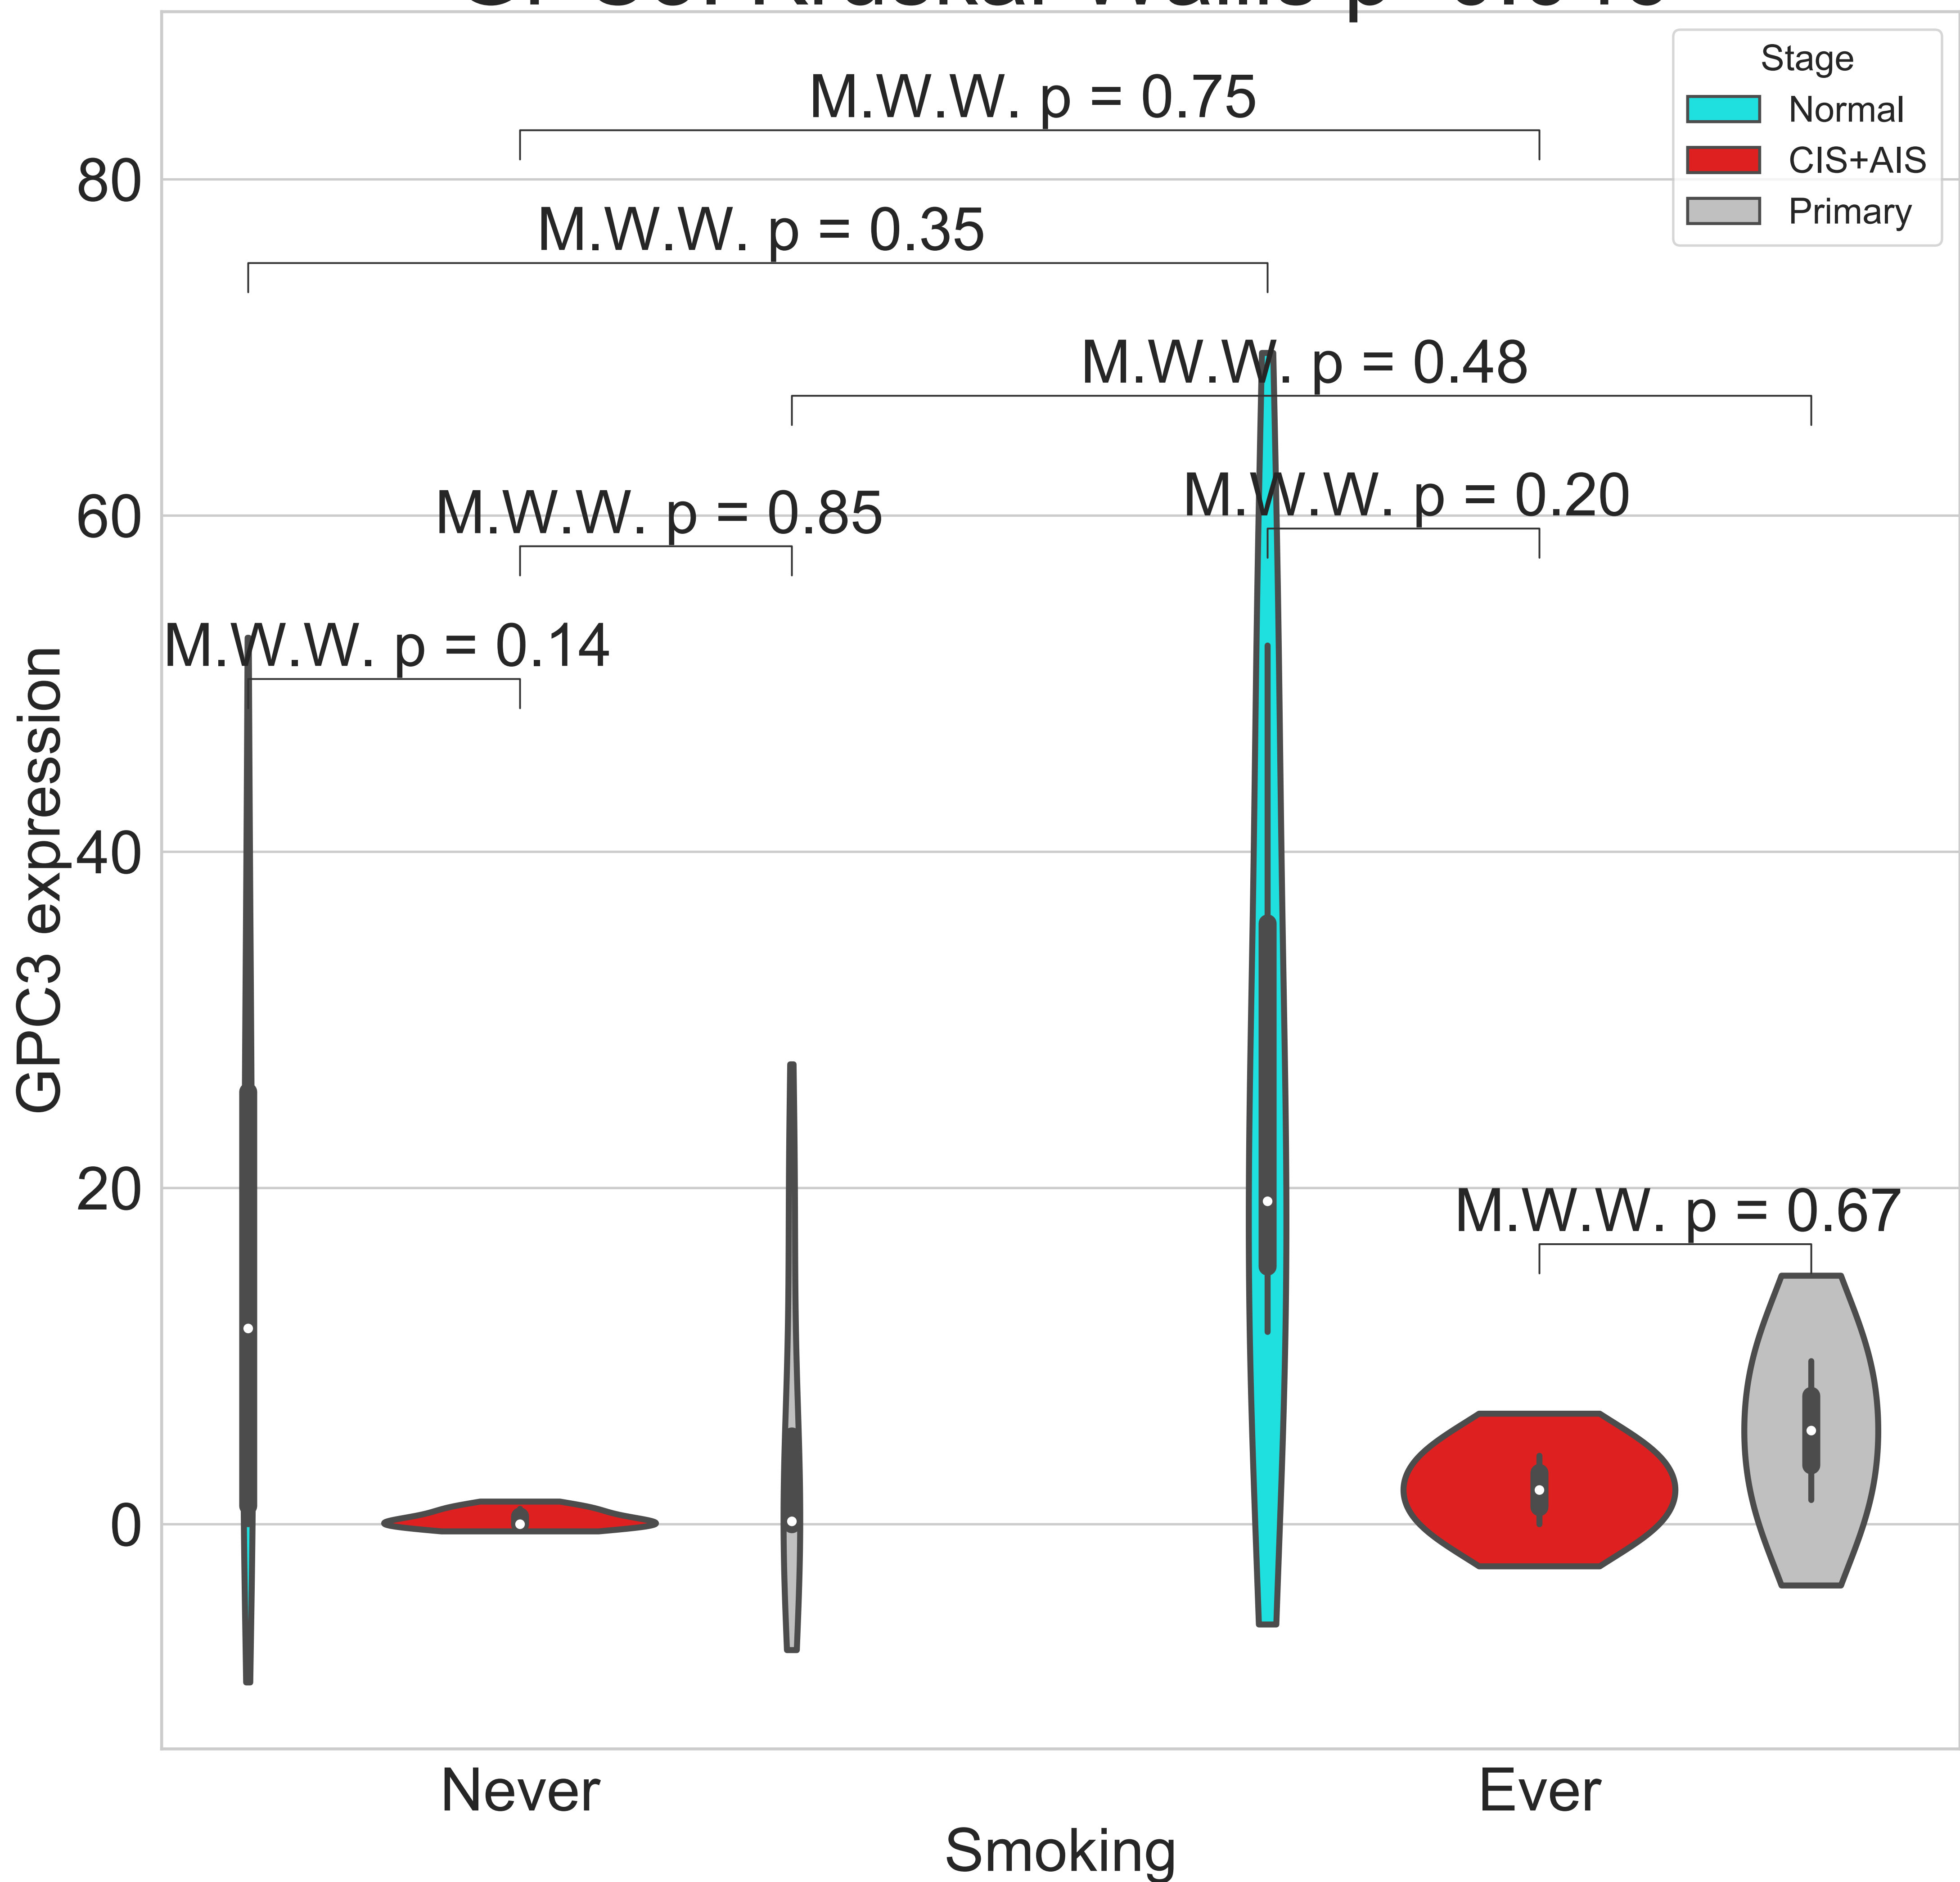 Stage
Normal
CIS+AIS
Primary
M.W.W. p = 0.75
M.W.W. p = 0.35
M.W.W. p = 0.48
M.W.W. p = 0.20
M.W.W. p = 0.85
M.W.W. p = 0.14
M.W.W. p = 0.67
80
60
40
20
0
GPC3 expression
Never
Ever
Smoking